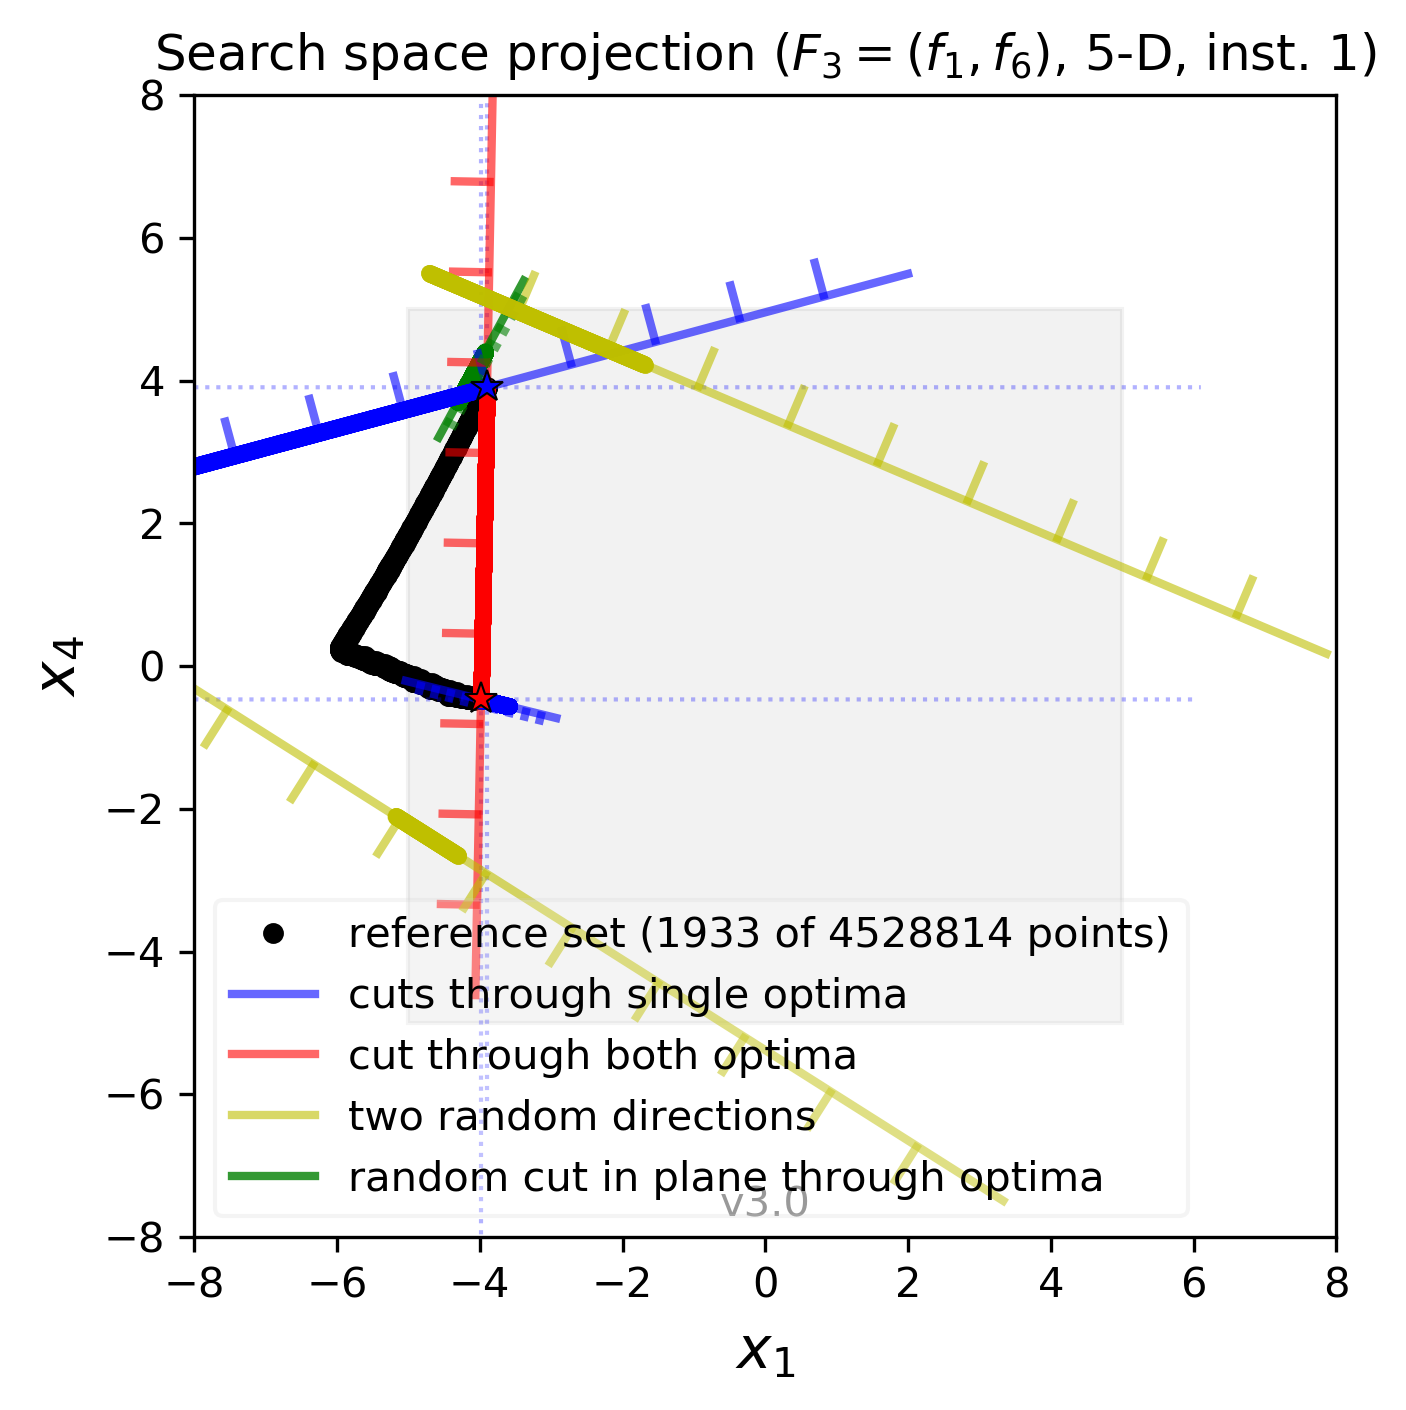 Search space projection (F₃ = (f₁, f₆), 5-D, inst. 1)
8
6
4
2
0
−2
−4
−6
−8
x₄
reference set (1933 of 4528814 points)
cuts through single optima
cut through both optima
two random directions
random cut in plane through optima
v3.0
−8 −6 −4 −2 0 2 4 6 8
x₁